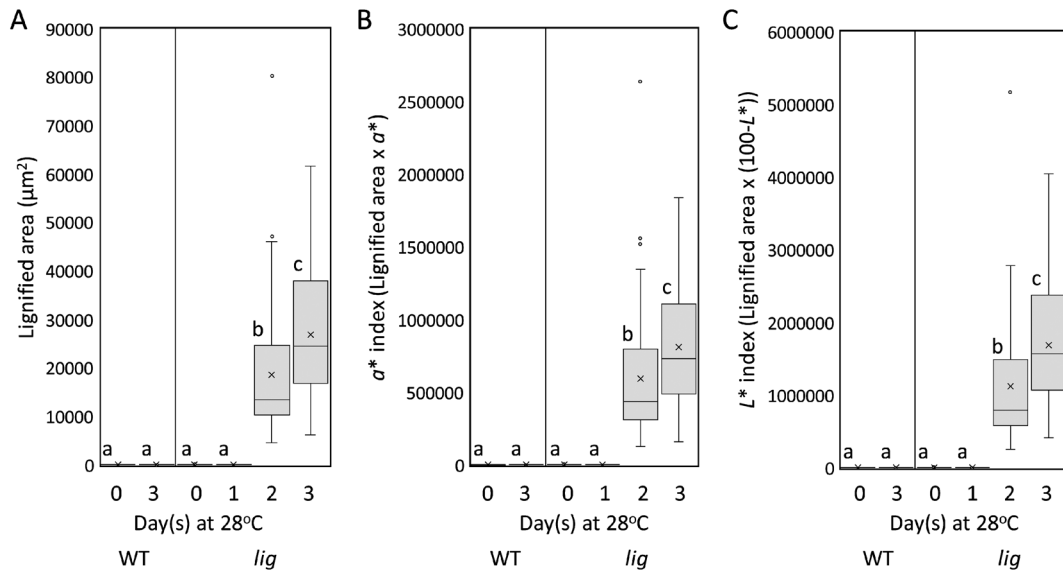 A
Lignified area (µm²)
90000
80000
70000
60000
50000
40000
30000
20000
10000
0
a a a a b c
0 3 0 1 2 3
Day(s) at 28°C
WT lig
B
a* index (Lignified area x a*)
3000000
2500000
2000000
1500000
1000000
500000
0
a a a a b c
0 3 0 1 2 3
Day(s) at 28°C
WT lig
C
L* index (Lignified area x (100-L*))
6000000
5000000
4000000
3000000
2000000
1000000
0
a a a a b c
0 3 0 1 2 3
Day(s) at 28°C
WT lig